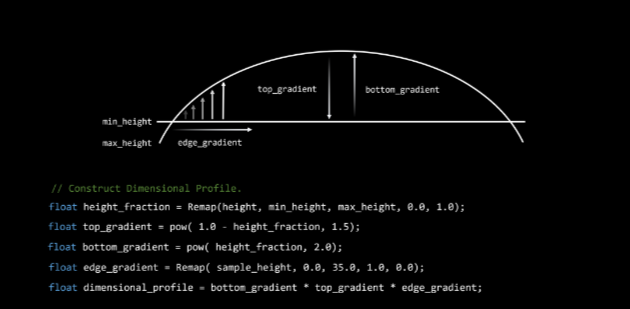 top_gradient
bottom_gradient
min_height
max_height
edge_gradient
// Construct Dimensional Profile.
float height_fraction = Remap(height, min_height, max_height, 0.0, 1.0);
float top_gradient = pow( 1.0 - height_fraction, 1.5);
float bottom_gradient = pow( height_fraction, 2.0);
float edge_gradient = Remap( sample_height, 0.0, 35.0, 1.0, 0.0);
float dimensional_profile = bottom_gradient * top_gradient * edge_gradient;